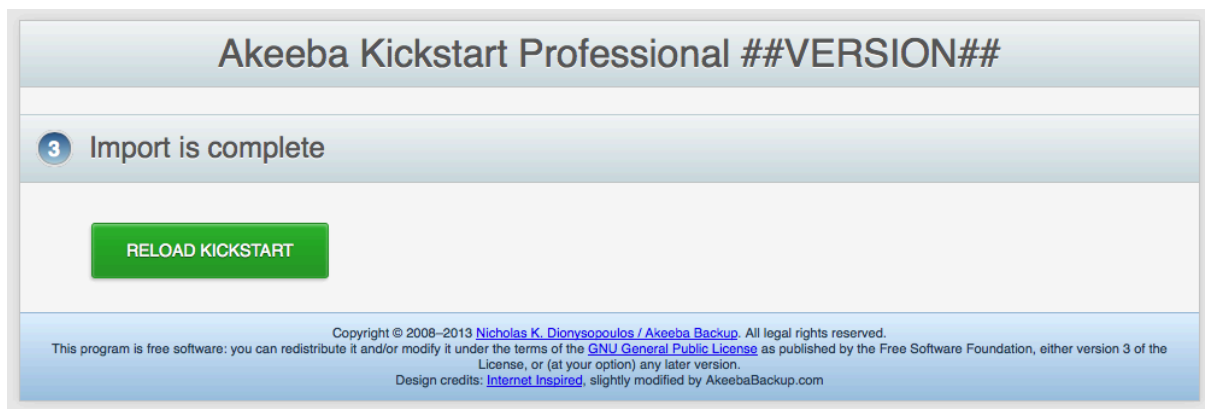 Akeeba Kickstart Professional ##VERSION##
3 Import is complete
RELOAD KICKSTART
Copyright © 2008–2013 Nicholas K. Dionysopoulos / Akeeba Backup. All legal rights reserved.
This program is free software: you can redistribute it and/or modify it under the terms of the GNU General Public License as published by the Free Software Foundation, either version 3 of the
License, or (at your option) any later version.
Design credits: Internet Inspired, slightly modified by AkeebaBackup.com